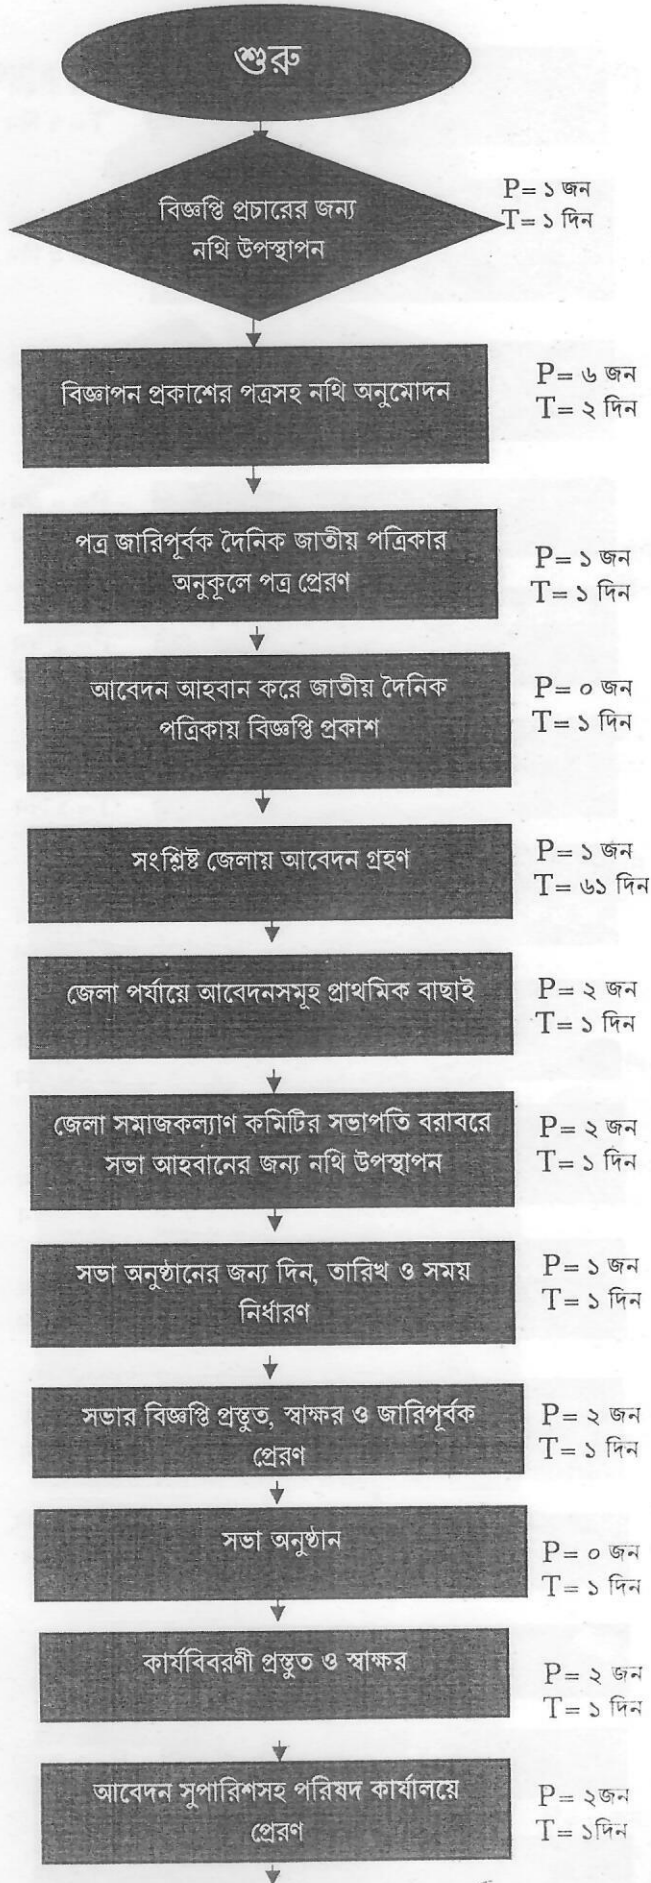 শুরু
বিজ্ঞপ্তি প্রচারের জন্য
নথি উপস্থাপন
P= ১ জন
T= ১ দিন
বিজ্ঞাপন প্রকাশের পত্রসহ নথি অনুমোদন
P= ৬ জন
T= ২ দিন
পত্র জারিপূর্বক দৈনিক জাতীয় পত্রিকার
অনুকূলে পত্র প্রেরণ
P= ১ জন
T= ১ দিন
আবেদন আহবান করে জাতীয় দৈনিক
পত্রিকায় বিজ্ঞপ্তি প্রকাশ
P= ০ জন
T= ১ দিন
সংশ্লিষ্ট জেলায় আবেদন গ্রহণ
P= ১ জন
T= ৬১ দিন
জেলা পর্যায়ে আবেদনসমূহ প্রাথমিক বাছাই
P= ২ জন
T= ১ দিন
জেলা সমাজকল্যাণ কমিটির সভাপতি বরাবরে
সভা আহবানের জন্য নথি উপস্থাপন
P= ২ জন
T= ১ দিন
সভা অনুষ্ঠানের জন্য দিন, তারিখ ও সময়
নির্ধারণ
P= ১ জন
T= ১ দিন
সভার বিজ্ঞপ্তি প্রস্তুত, স্বাক্ষর ও জারিপূর্বক
প্রেরণ
P= ২ জন
T= ১ দিন
সভা অনুষ্ঠান
P= ০ জন
T= ১ দিন
কার্যবিবরণী প্রস্তুত ও স্বাক্ষর
P= ২ জন
T= ১ দিন
আবেদন সুপারিশসহ পরিষদ কার্যালয়ে
প্রেরণ
P= ২জন
T= ১দিন